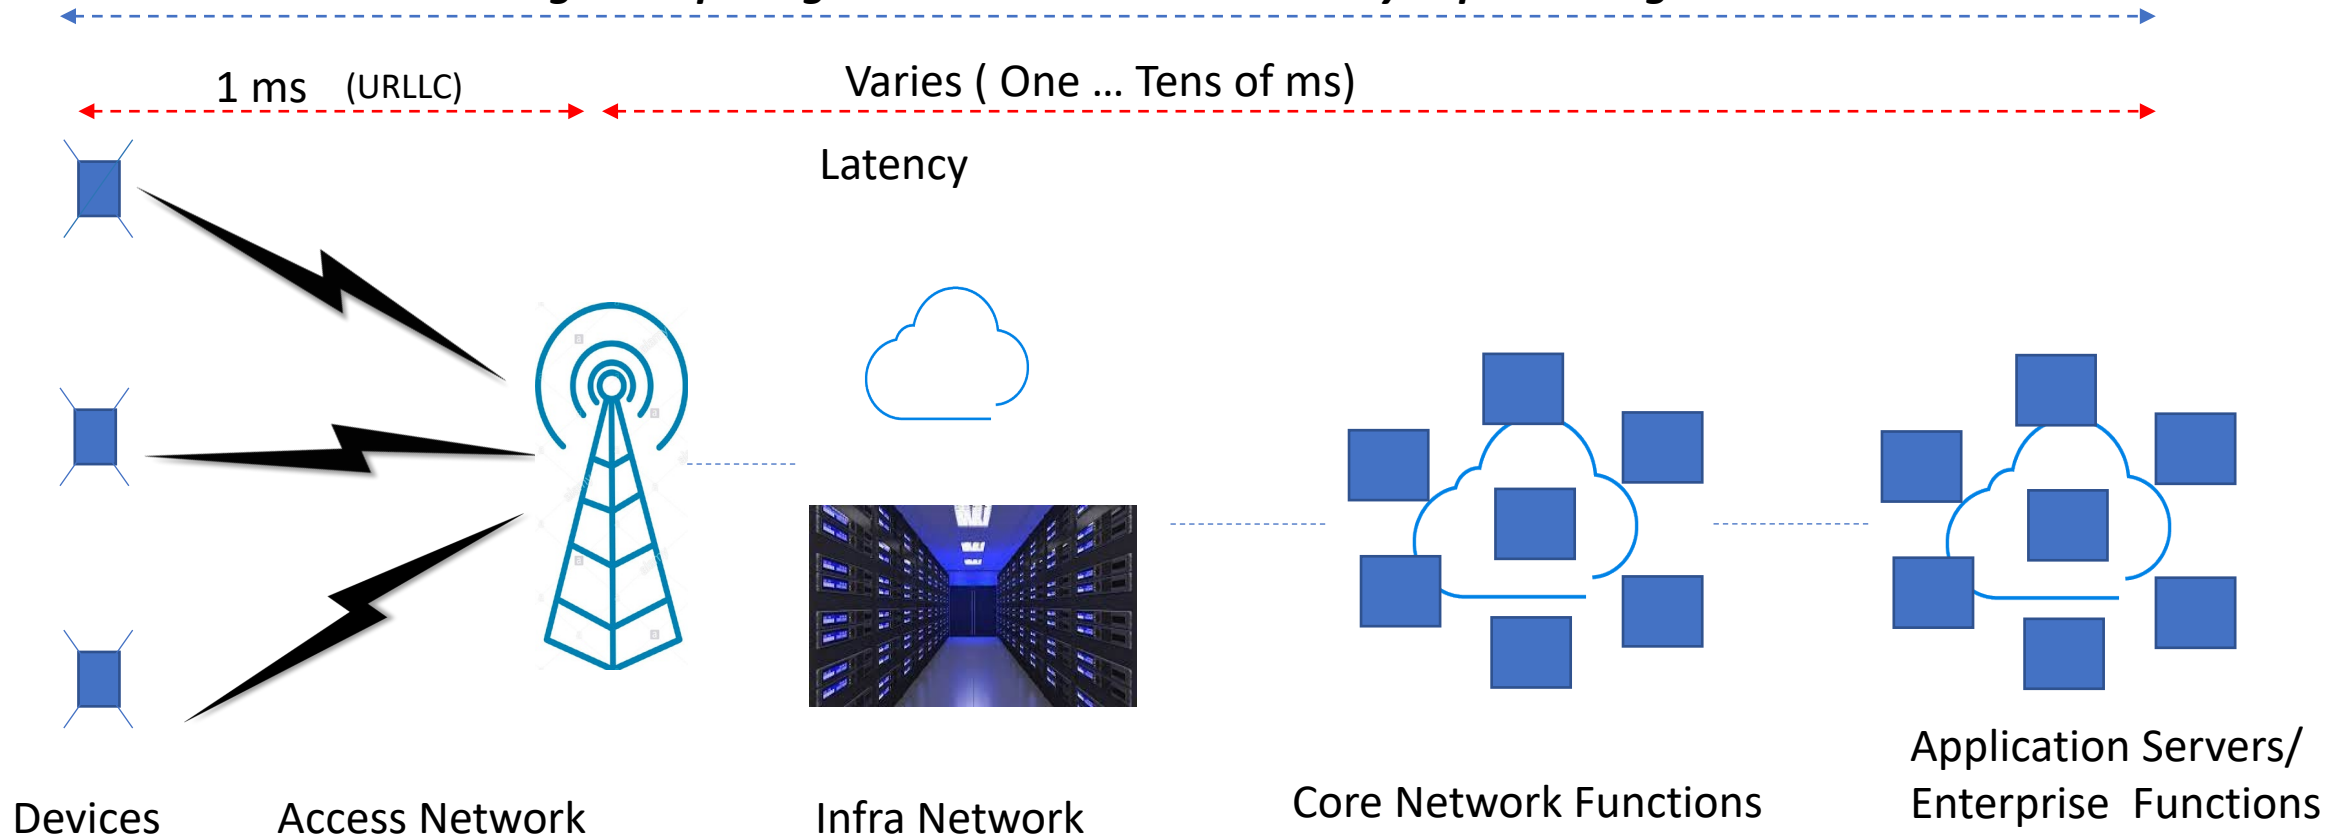 1 ms (URLLC)
Varies ( One ... Tens of ms)
Latency
Devices
Access Network
Infra Network
Core Network Functions
Application Servers/
Enterprise Functions